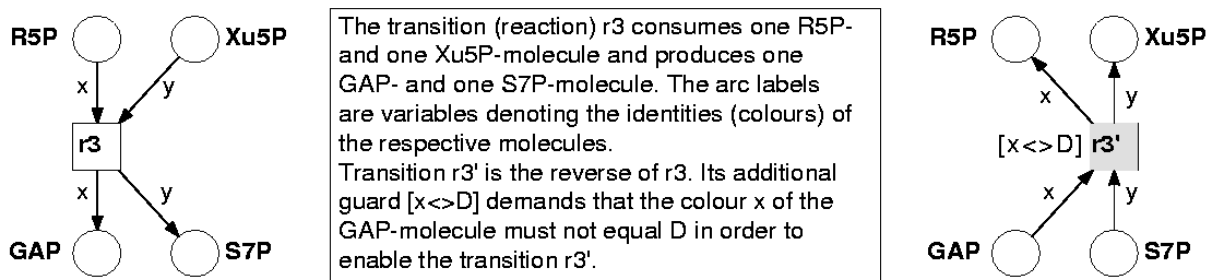 R5P Xu5P
x y
r3
x y
GAP S7P
The transition (reaction) r3 consumes one R5P-
and one Xu5P-molecule and produces one
GAP- and one S7P-molecule. The arc labels
are variables denoting the identities (colours) of
the respective molecules.
Transition r3' is the reverse of r3. Its additional
guard [x<>D] demands that the colour x of the
GAP-molecule must not equal D in order to
enable the transition r3'.
R5P Xu5P
x y
[x<>D] r3'
x y
GAP S7P